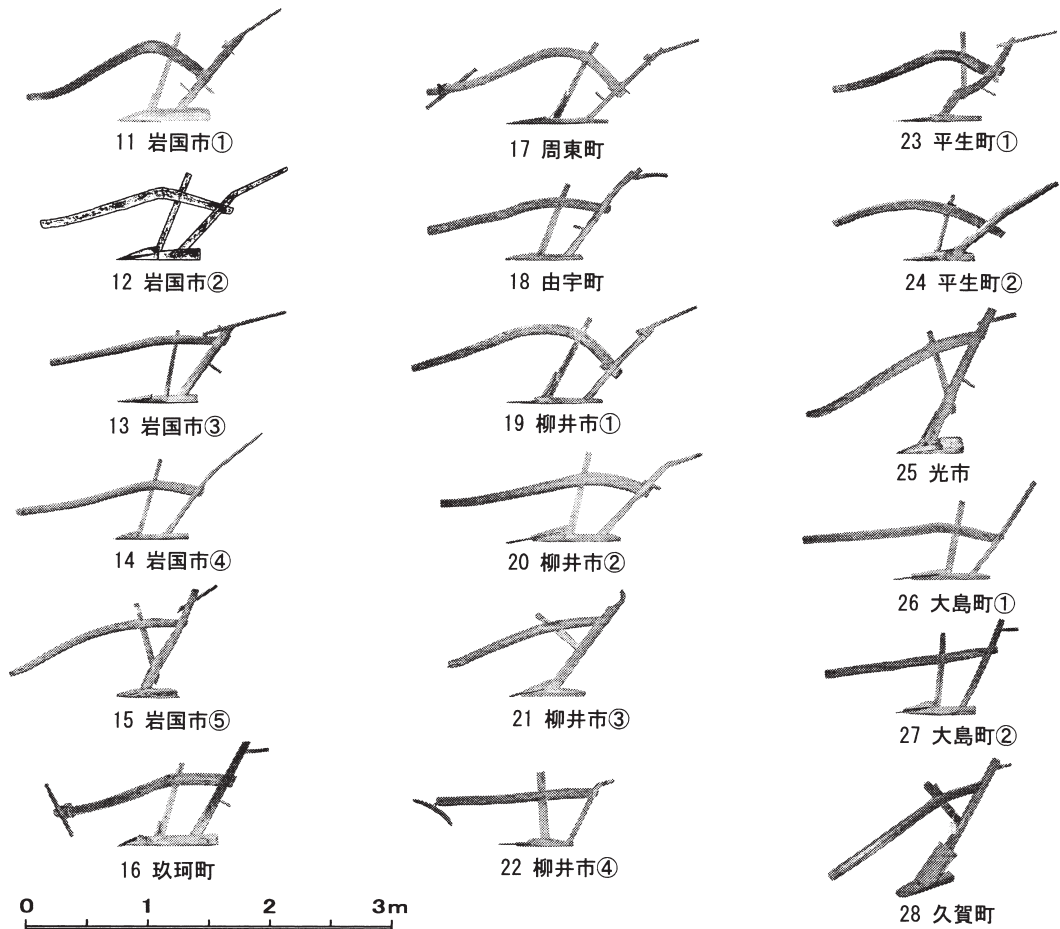 11 岩国市①
12 岩国市②
13 岩国市③
14 岩国市④
15 岩国市⑤
16 玖珂町
17 周東町
18 由宇町
19 柳井市①
20 柳井市②
21 柳井市③
22 柳井市④
23 平生町①
24 平生町②
25 光市
26 大島町①
27 大島町②
28 久賀町
0 1 2 3m